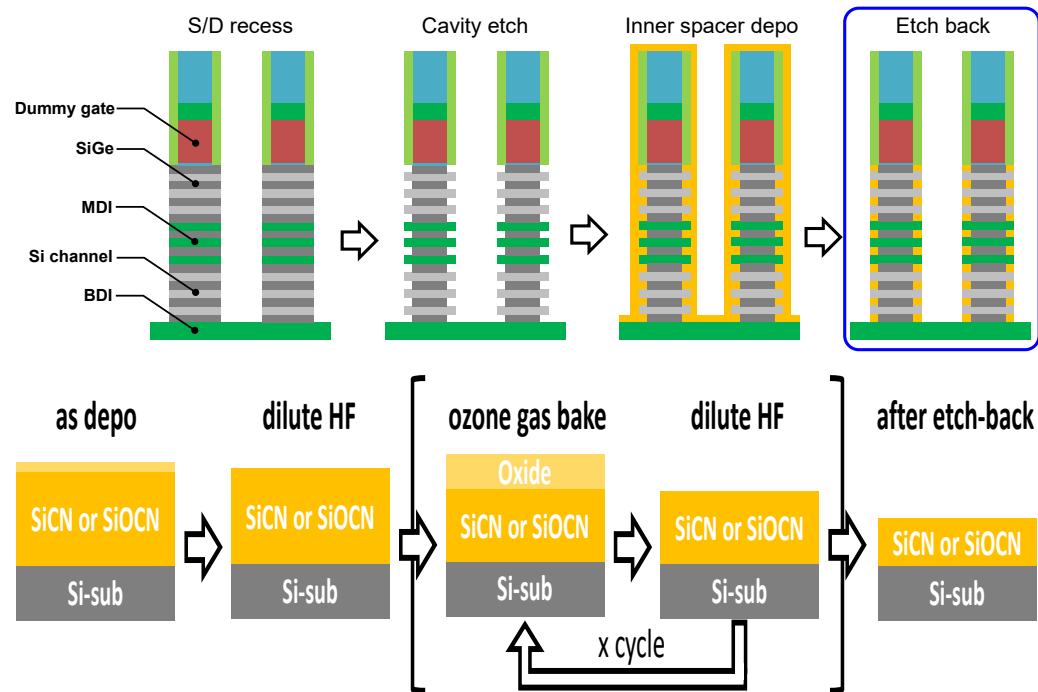 S/D recess
Cavity etch
Inner spacer depo
Etch back
Dummy gate
SiGe
MDI
Si channel
BDI
as depo
dilute HF
ozone gas bake
dilute HF
after etch-back
Oxide
SiCN or SiOCN
SiCN or SiOCN
SiCN or SiOCN
SiCN or SiOCN
SiCN or SiOCN
Si-sub
Si-sub
Si-sub
Si-sub
Si-sub
x cycle